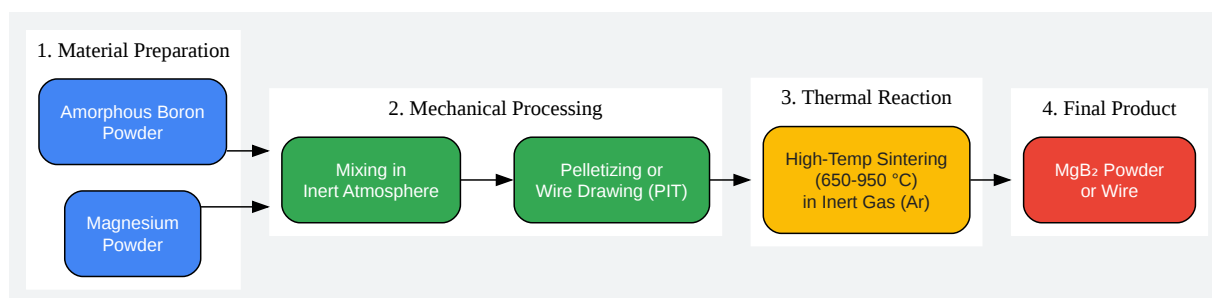 1. Material Preparation
Amorphous Boron
Powder
Magnesium
Powder
2. Mechanical Processing
Mixing in
Inert Atmosphere
Pelletizing or
Wire Drawing (PIT)
3. Thermal Reaction
High-Temp Sintering
(650-950 °C)
in Inert Gas (Ar)
4. Final Product
MgB₂ Powder
or Wire